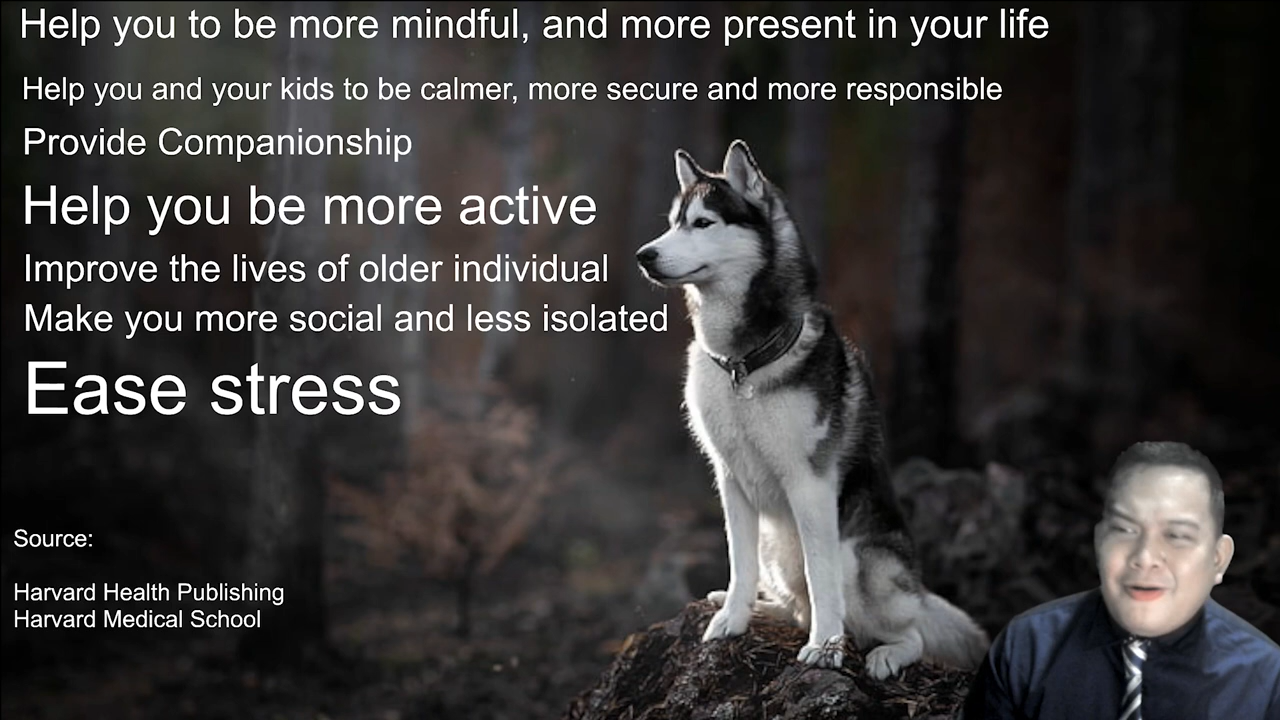 Help you to be more mindful, and more present in your life
Help you and your kids to be calmer, more secure and more responsible
Provide Companionship
Help you be more active
Improve the lives of older individual
Make you more social and less isolated
Ease stress
Source:
Harvard Health Publishing
Harvard Medical School